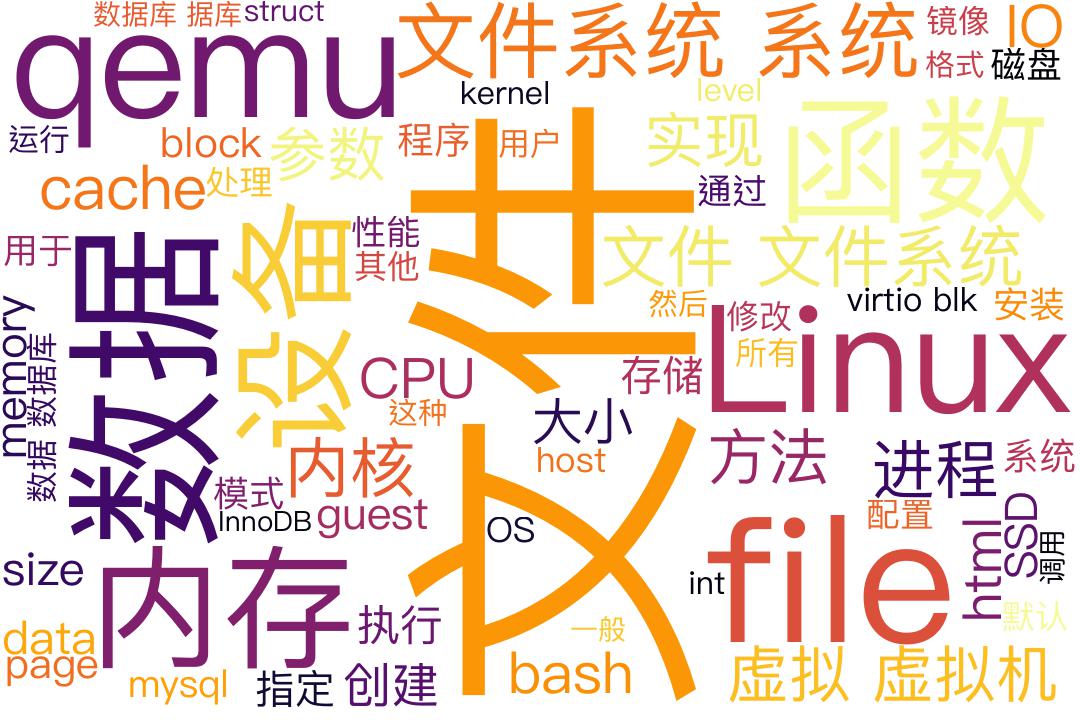 数据库 据库
struct
qemu
文件系统 系统
镜像
IO
格式
磁盘
kernel
level
运行
block
参数
程序
用户
实现
函数
cache
处理
通过
用于
数据
设备
性能
其他
文件
文件 文件系统
然后
virtio blk
安装
memory
数据 数据库
修改
所有
Linux
CPU
存储
这种
大小
host
方法
进程
系统
内核
模式
InnoDB
guest
OS
配置
file
html
SSD
调用
int
默认
size
内存
执行
一般
data
page
mysql
指定
创建
bash
虚拟 虚拟机